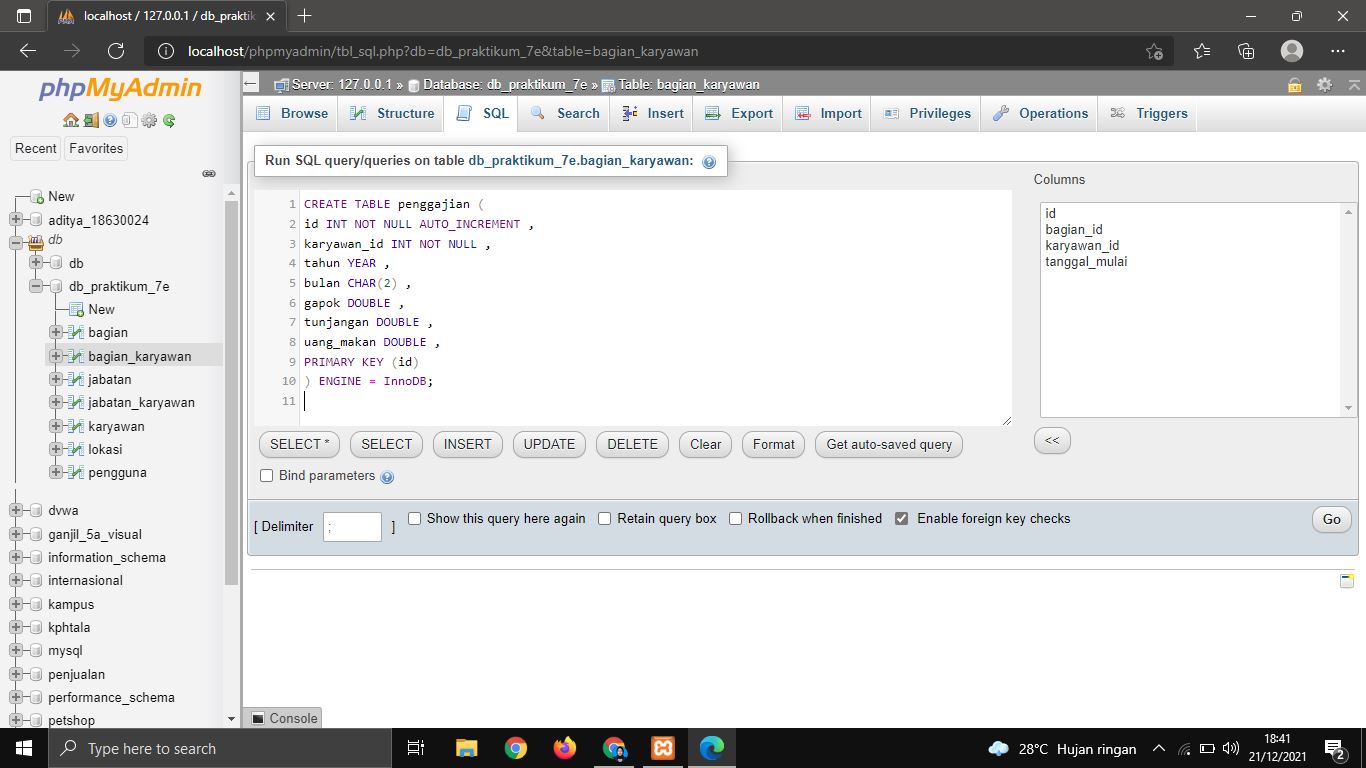 localhost / 127.0.0.1 / db_praktik
localhost/phpmyadmin/tbl_sql.php?db=db_praktikum_7e&table=bagian_karyawan
phpMyAdmin
Recent
Favorites
New
aditya_18630024
db
db
db_praktikum_7e
New
bagian
bagian_karyawan
jabatan
jabatan_karyawan
karyawan
lokasi
pengguna
dvwa
ganjil_5a_visual
information_schema
internasional
kampus
kphtala
mysql
penjualan
performance_schema
petshop
Server: 127.0.0.1 » Database: db_praktikum_7e » Table: bagian_karyawan
Browse
Structure
SQL
Search
Insert
Export
Import
Privileges
Operations
Triggers
Run SQL query/queries on table db_praktikum_7e.bagian_karyawan:
1 CREATE TABLE penggajian (
2 id INT NOT NULL AUTO_INCREMENT ,
3 karyawan_id INT NOT NULL ,
4 tahun YEAR ,
5 bulan CHAR(2) ,
6 gapok DOUBLE ,
7 tunjangan DOUBLE ,
8 uang_makan DOUBLE ,
9 PRIMARY KEY (id)
10 ) ENGINE = InnoDB;
11
Columns
id
bagian_id
karyawan_id
tanggal_mulai
<<
SELECT *
SELECT
INSERT
UPDATE
DELETE
Clear
Format
Get auto-saved query
Bind parameters
[ Delimiter ; ]
Show this query here again
Retain query box
Rollback when finished
Enable foreign key checks
Go
Console
Type here to search
28°C Hujan ringan
18:41
21/12/2021
2